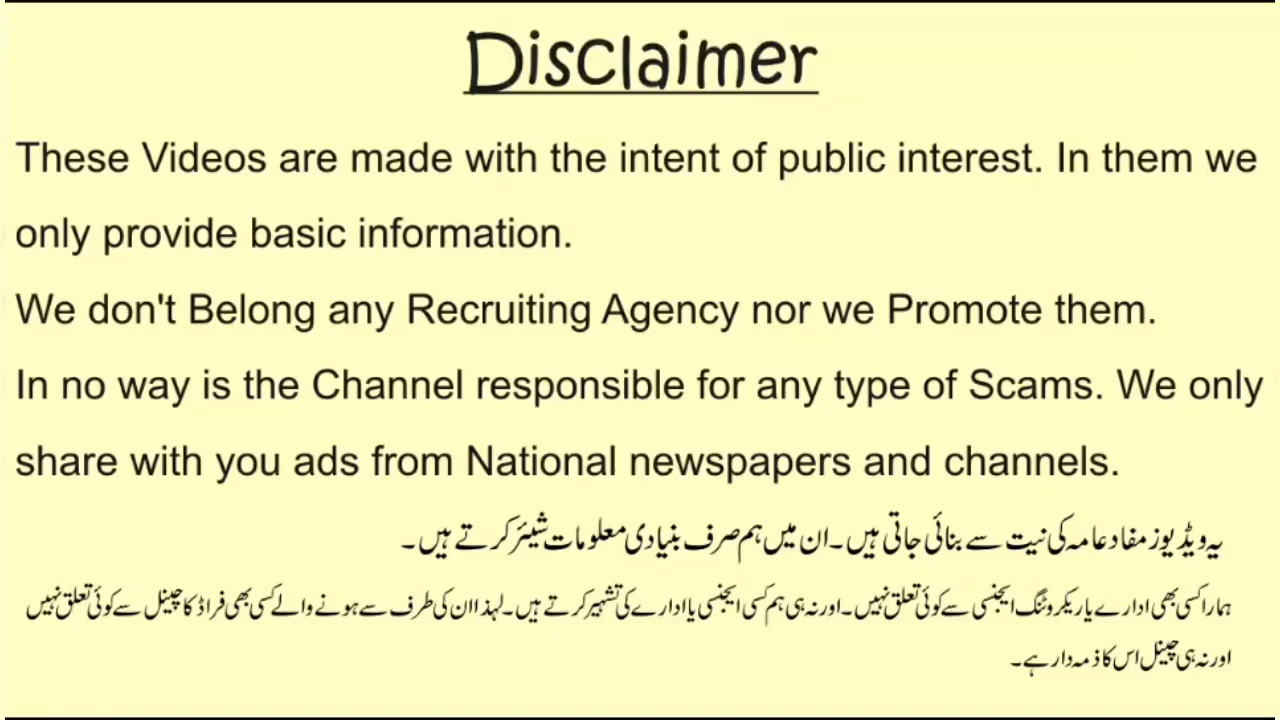 Disclaimer
These Videos are made with the intent of public interest. In them we
only provide basic information.
We don't Belong any Recruiting Agency nor we Promote them.
In no way is the Channel responsible for any type of Scams. We only
share with you ads from National newspapers and channels.
یہ ویڈیوز مفاد عامہ کی نیت سے بنائی جاتی ہیں۔ ان میں ہم صرف بنیادی معلومات شیئر کرتے ہیں۔
ہمارا کسی بھی ادارے یا ریکروٹنگ ایجنسی سے کوئی تعلق نہیں۔ اور نہ ہی ہم کسی ایجنسی یا ادارے کی تشہیر کرتے ہیں۔ لہذا ان کی طرف سے ہونے والے کسی بھی فراڈ کا چینل سے کوئی تعلق نہیں
اور نہ ہی چینل اس کا ذمہ دار ہے۔